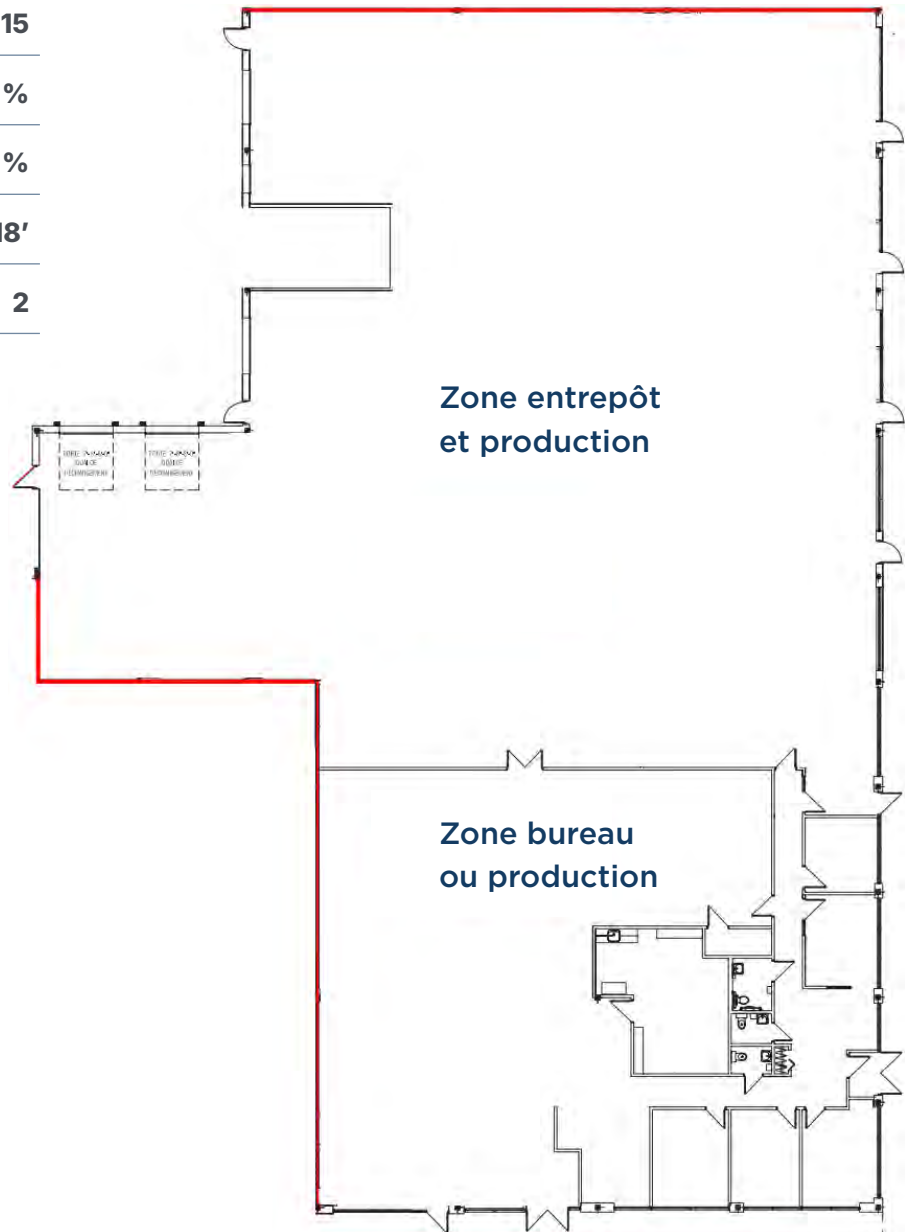 15
%
%
18'
2
Zone entrepôt
et production
Zone bureau
ou production